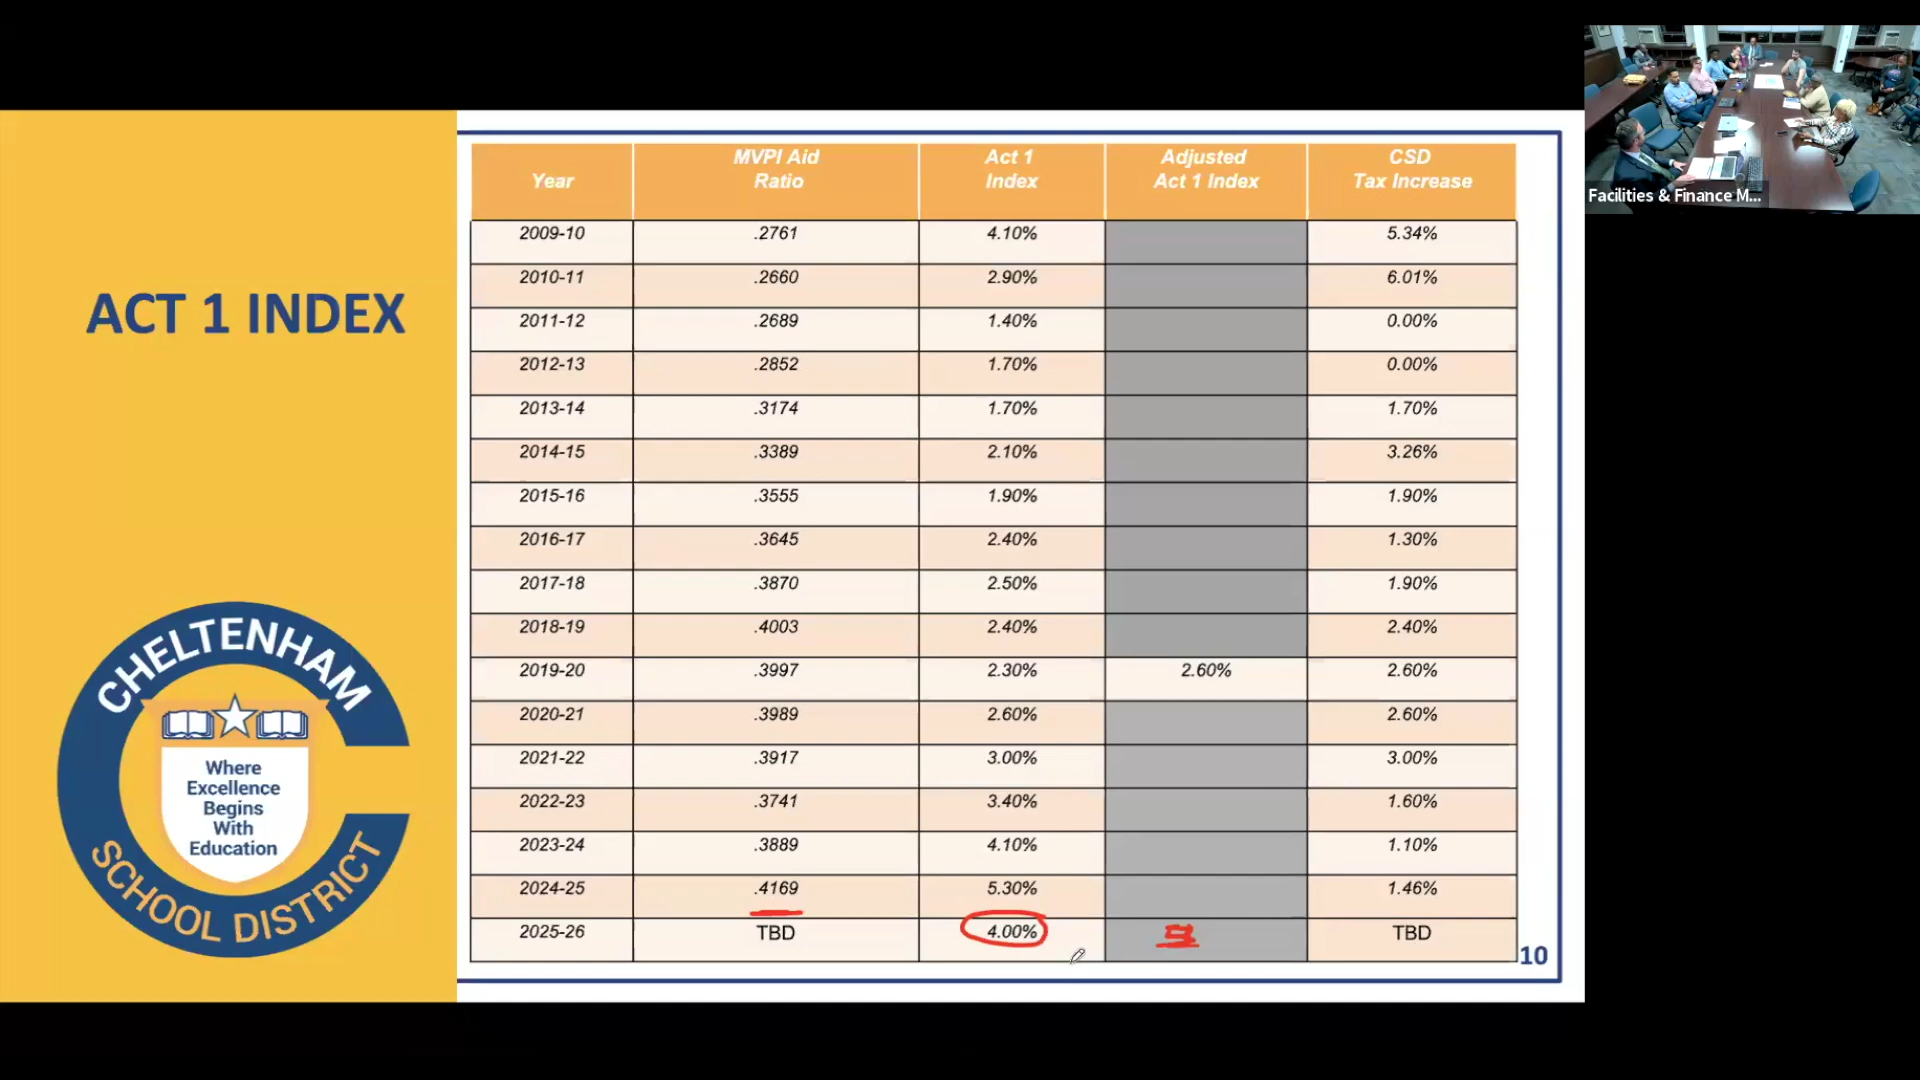 ACT 1 INDEX
CHELTENHAM
Where
Excellence
Begins
With
Education
SCHOOL DISTRICT
Year MVPI Aid Ratio Act 1 Index Adjusted Act 1 Index CSD Tax Increase
2009-10 .2761 4.10% 5.34%
2010-11 .2660 2.90% 6.01%
2011-12 .2689 1.40% 0.00%
2012-13 .2852 1.70% 0.00%
2013-14 .3174 1.70% 1.70%
2014-15 .3389 2.10% 3.26%
2015-16 .3555 1.90% 1.90%
2016-17 .3645 2.40% 1.30%
2017-18 .3870 2.50% 1.90%
2018-19 .4003 2.40% 2.40%
2019-20 .3997 2.30% 2.60% 2.60%
2020-21 .3989 2.60% 2.60%
2021-22 .3917 3.00% 3.00%
2022-23 .3741 3.40% 1.60%
2023-24 .3889 4.10% 1.10%
2024-25 .4169 5.30% 1.46%
2025-26 TBD 4.00% TBD
10
Facilities & Finance M...